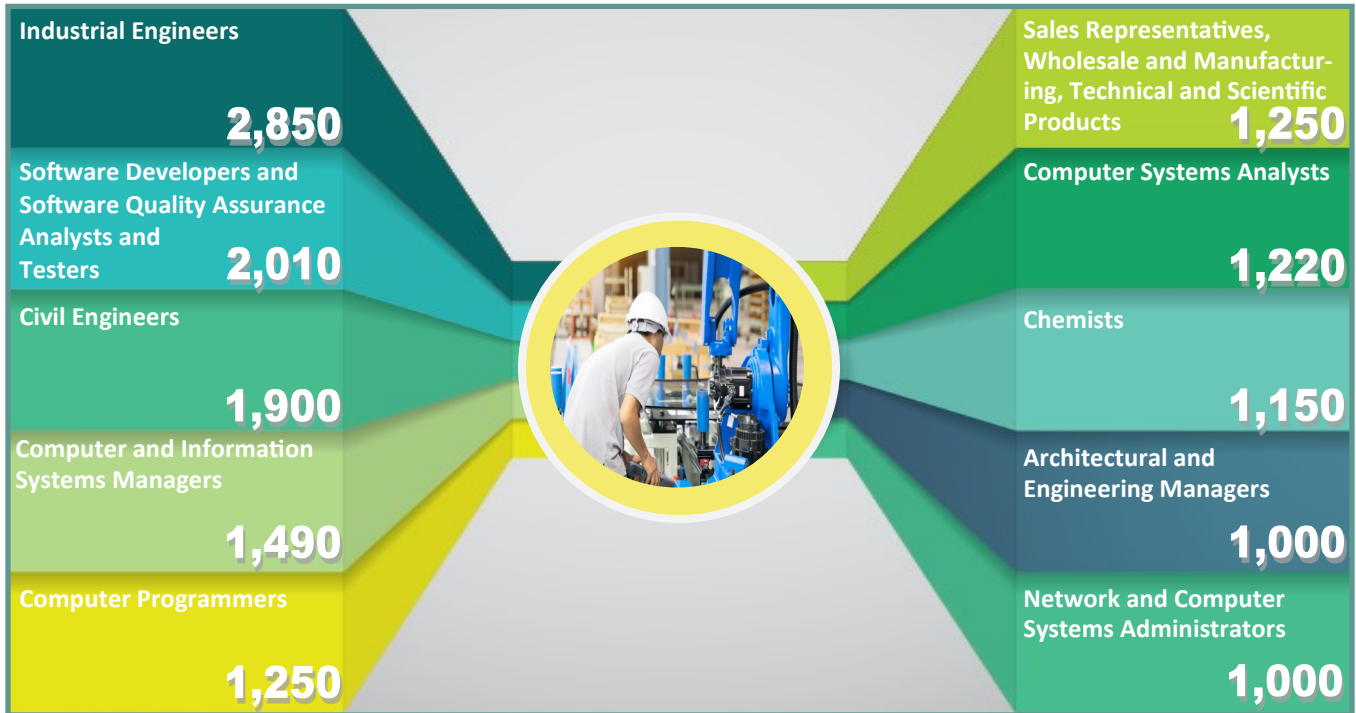 Industrial Engineers
2,850
Software Developers and
Software Quality Assurance
Analysts and
Testers
2,010
Civil Engineers
1,900
Computer and Information
Systems Managers
1,490
Computer Programmers
1,250
Sales Representatives,
Wholesale and Manufactur-
ing, Technical and Scientific
Products
1,250
Computer Systems Analysts
1,220
Chemists
1,150
Architectural and
Engineering Managers
1,000
Network and Computer
Systems Administrators
1,000